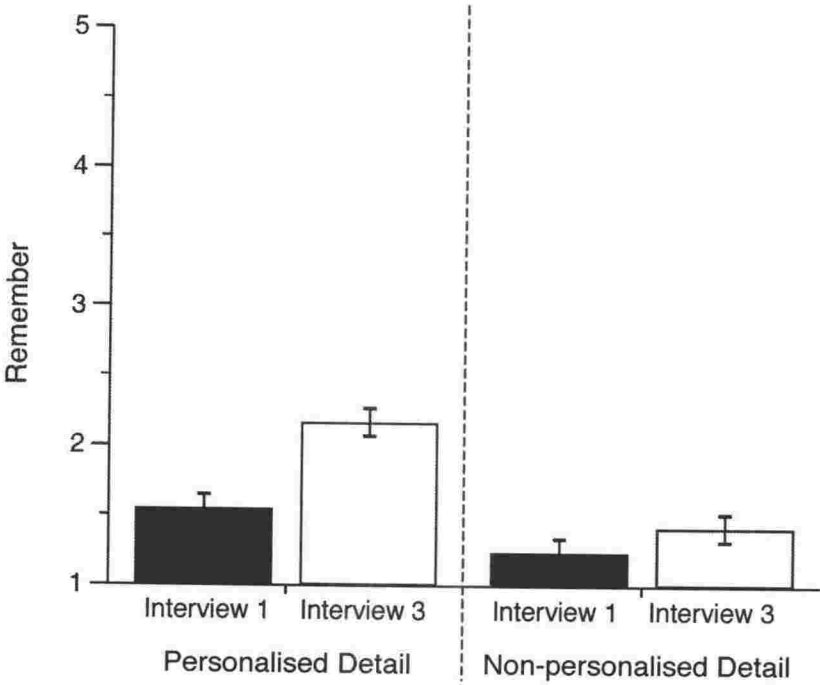 5
4
3
2
1
Remember
Interview 1 Interview 3 Interview 1 Interview 3
Personalised Detail Non-personalised Detail